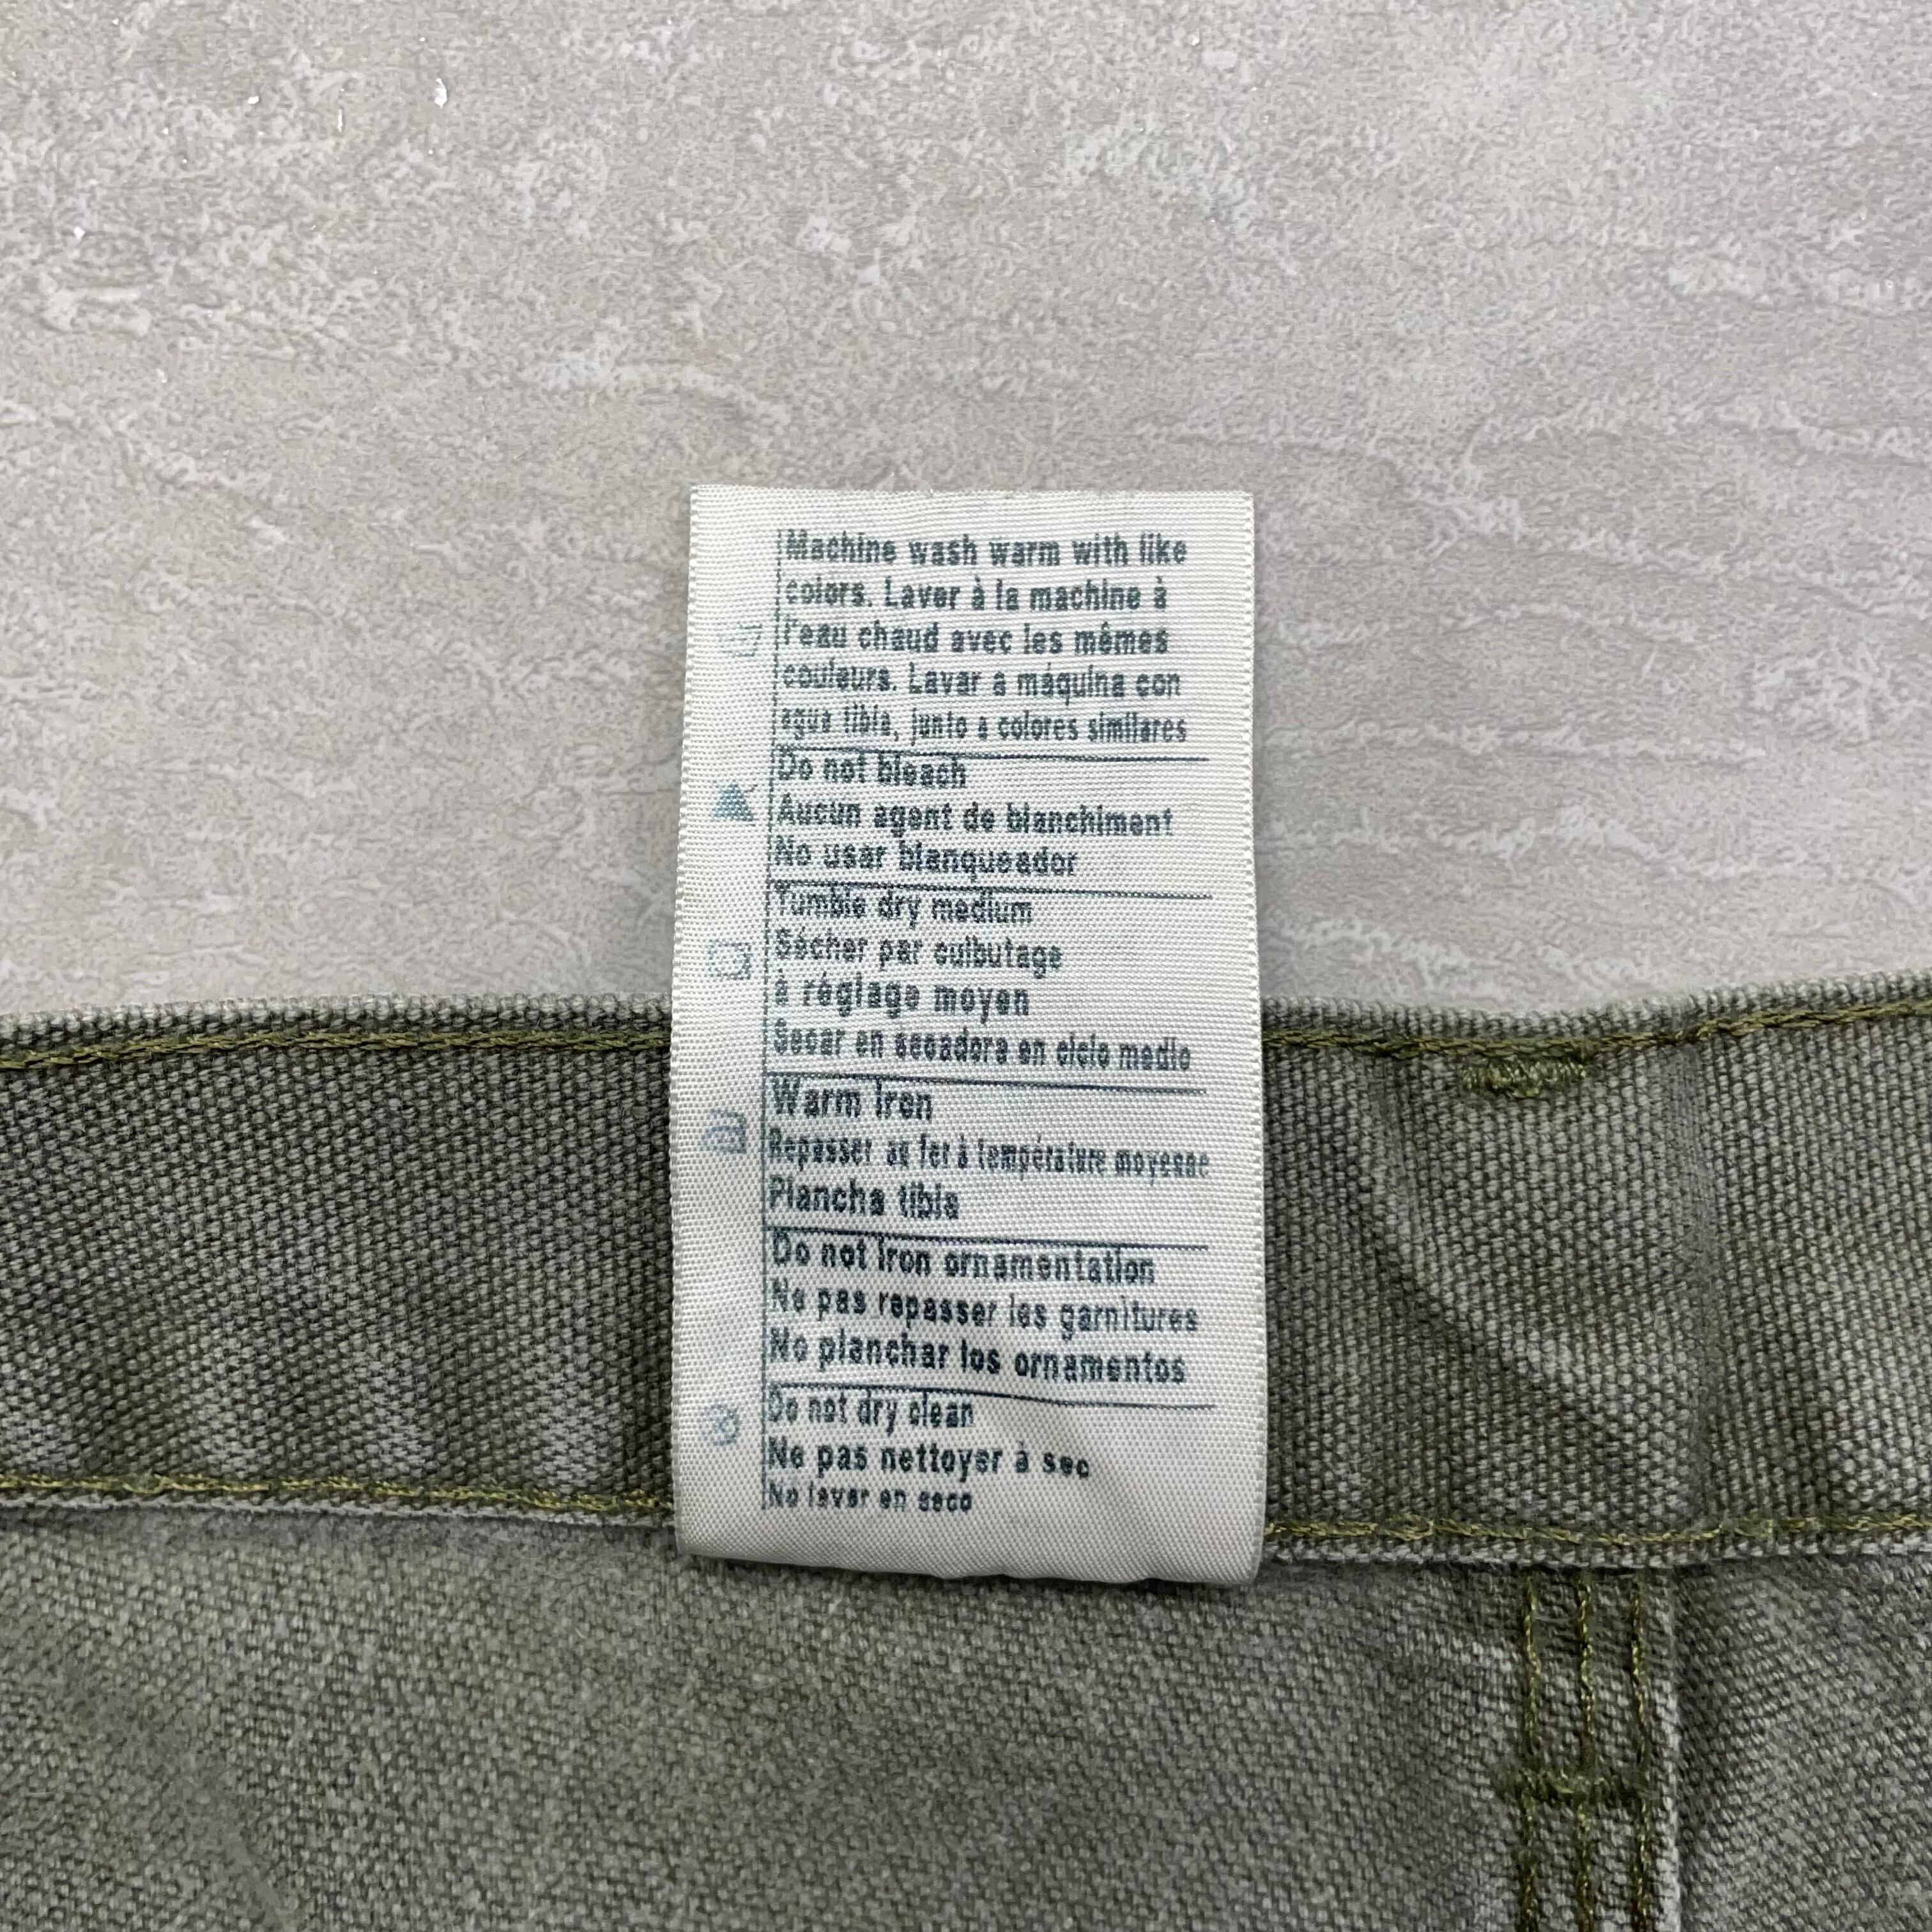 Machine wash warm with like
colors. Laver à la machine à
l'eau chaud avec les mêmes
couleurs. Lavar a máquina con
agua tibia, junto a colores similares
Do not bleach
Aucun agent de blanchiment
No usar blanqueador
Tumble dry medium
Sécher par culbutage
à réglage moyen
Secar en secadora en ciclo medio
Warm Iron
Repasser au fer à température moyenne
Plancha tibia
Do not iron ornamentation
Ne pas repasser les garnitures
No planchar los ornamentos
Do not dry clean
Ne pas nettoyer à sec
No lavar en seco